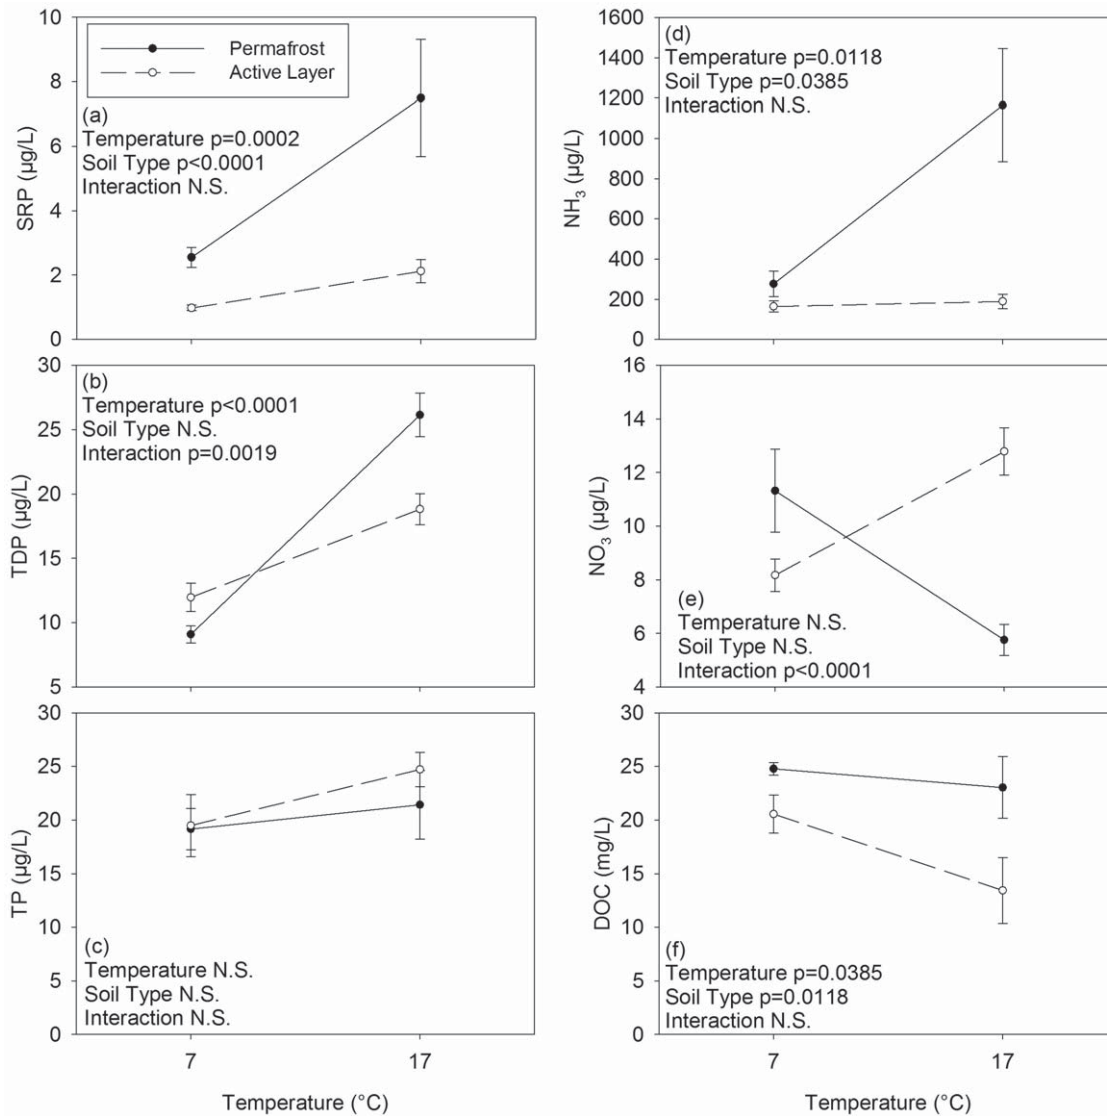 10
8
6
4
2
0
SRP (µg/L)
Permafrost
Active Layer
(a)
Temperature p=0.0002
Soil Type p<0.0001
Interaction N.S.
1600
1400
1200
1000
800
600
400
200
0
NH₃ (µg/L)
(d)
Temperature p=0.0118
Soil Type p=0.0385
Interaction N.S.
30
25
20
15
10
5
TDP (µg/L)
(b)
Temperature p<0.0001
Soil Type N.S.
Interaction p=0.0019
16
14
12
10
8
6
4
NO₃ (µg/L)
(e)
Temperature N.S.
Soil Type N.S.
Interaction p<0.0001
30
25
20
15
10
5
0
TP (µg/L)
(c)
Temperature N.S.
Soil Type N.S.
Interaction N.S.
7
17
Temperature (°C)
30
25
20
15
10
5
0
DOC (mg/L)
(f)
Temperature p=0.0385
Soil Type p=0.0118
Interaction N.S.
7
17
Temperature (°C)